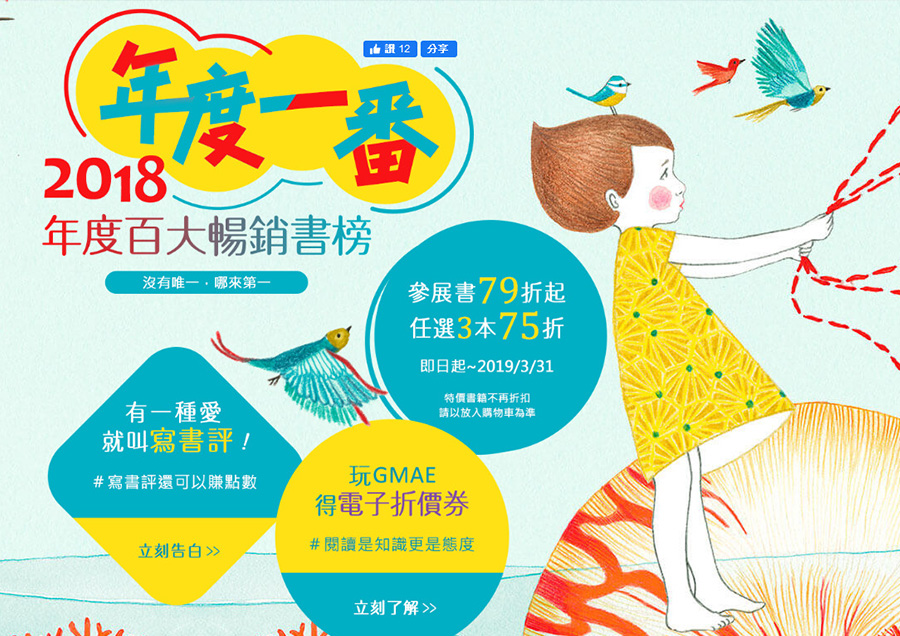 讚 12 分享
年度一番
2018
年度百大暢銷書榜
沒有唯一，哪來第一
參展書79折起
任選3本75折
即日起~2019/3/31
特價書籍不再折扣
請以放入購物車為準
有一種愛
就叫寫書評！
#寫書評還可以賺點數
立刻告白>>
玩GMAE
得電子折價券
#閱讀是知識更是態度
立刻了解>>